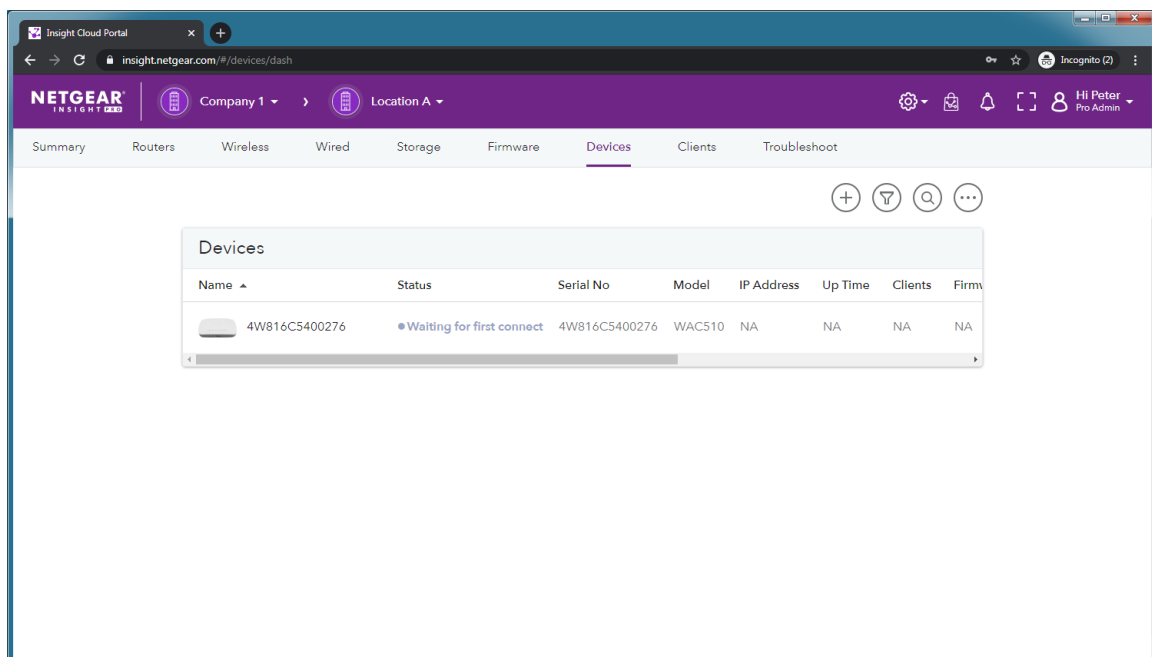 Insight Cloud Portal
insight.netgear.com/#/devices/dash
Incognito (2)
NETGEAR
INSIGHT PRO
Company 1
Location A
Hi Peter
Pro Admin
Summary Routers Wireless Wired Storage Firmware Devices Clients Troubleshoot
Devices
Name Status Serial No Model IP Address Up Time Clients Firm
4W816C5400276 Waiting for first connect 4W816C5400276 WAC510 NA NA NA NA